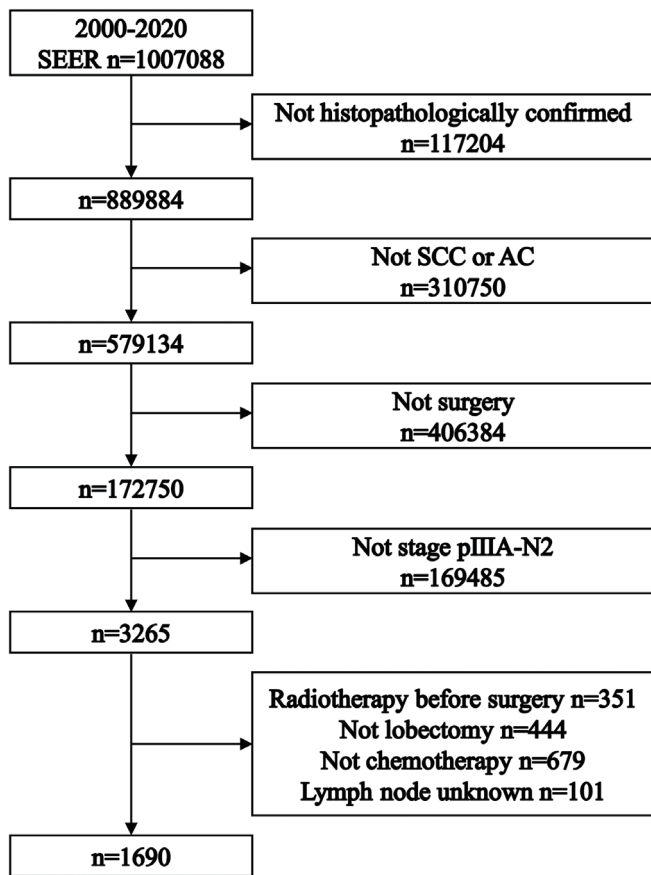 2000-2020
SEER n=1007088
Not histopathologically confirmed
n=117204
n=889884
Not SCC or AC
n=310750
n=579134
Not surgery
n=406384
n=172750
Not stage pIIIA-N2
n=169485
n=3265
Radiotherapy before surgery n=351
Not lobectomy n=444
Not chemotherapy n=679
Lymph node unknown n=101
n=1690